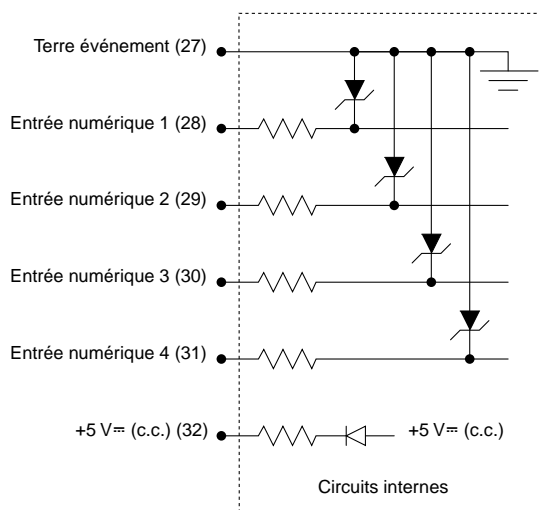 Terre événement (27)
Entrée numérique 1 (28)
Entrée numérique 2 (29)
Entrée numérique 3 (30)
Entrée numérique 4 (31)
+5 V⎓ (c.c.) (32)
+5 V⎓ (c.c.)
Circuits internes